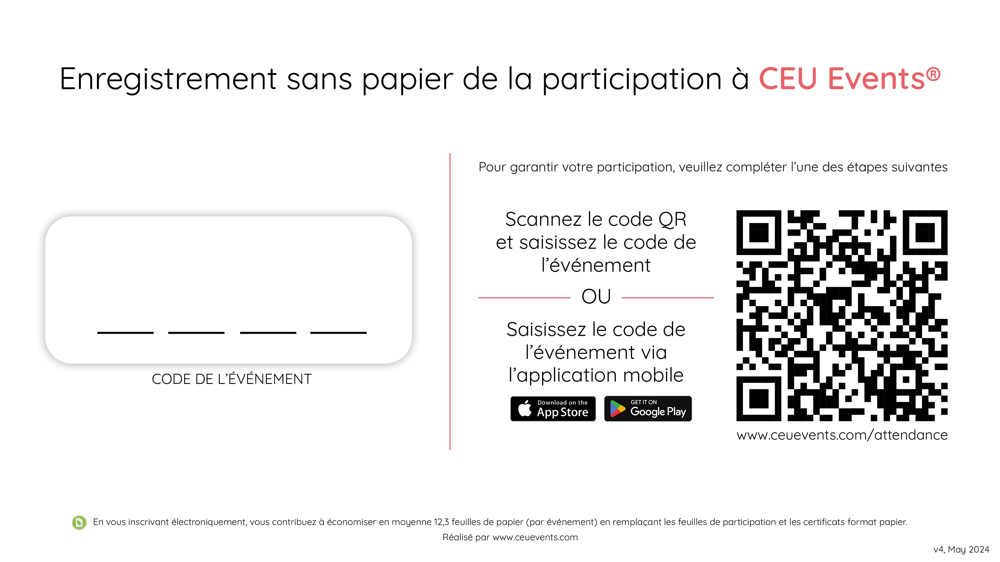 Enregistrement sans papier de la participation à CEU Events®
CODE DE L’ÉVÉNEMENT
Pour garantir votre participation, veuillez compléter l’une des étapes suivantes
Scannez le code QR
et saisissez le code de
l’événement
OU
Saisissez le code de
l’événement via
l’application mobile
Download on the
App Store
GET IT ON
Google Play
www.ceuevents.com/attendance
En vous inscrivant électroniquement, vous contribuez à économiser en moyenne 12,3 feuilles de papier (par événement) en remplaçant les feuilles de participation et les certificats format papier.
Réalisé par www.ceuevents.com
v4, May 2024